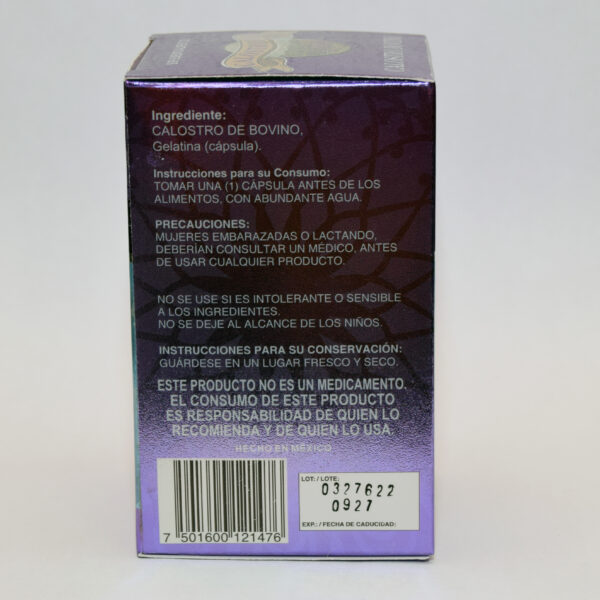 Ingrediente:
CALOSTRO DE BOVINO,
Gelatina (cápsula).
Instrucciones para su Consumo:
TOMAR UNA (1) CÁPSULA ANTES DE LOS
ALIMENTOS, CON ABUNDANTE AGUA.
PRECAUCIONES:
MUJERES EMBARAZADAS O LACTANDO,
DEBERÍAN CONSULTAR UN MÉDICO, ANTES
DE USAR CUALQUIER PRODUCTO.
NO SE USE SI ES INTOLERANTE O SENSIBLE
A LOS INGREDIENTES.
NO SE DEJE AL ALCANCE DE LOS NIÑOS.
INSTRUCCIONES PARA SU CONSERVACIÓN:
GUÁRDESE EN UN LUGAR FRESCO Y SECO.
ESTE PRODUCTO NO ES UN MEDICAMENTO.
EL CONSUMO DE ESTE PRODUCTO
ES RESPONSABILIDAD DE QUIEN LO
RECOMIENDA Y DE QUIEN LO USA
HECHO EN MÉXICO
LOT: / LOTE:
0327622
0927
EXP.: / FECHA DE CADUCIDAD:
7 501600 121476